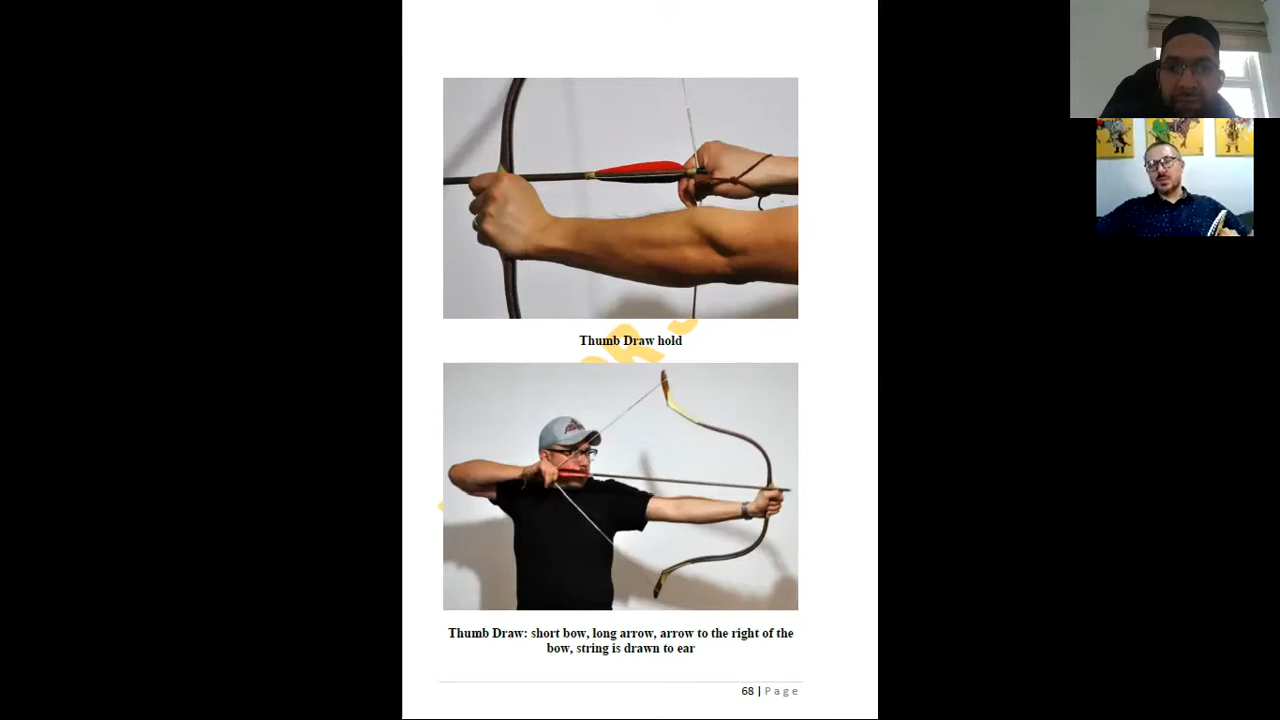 Thumb Draw hold
Thumb Draw: short bow, long arrow, arrow to the right of the
bow, string is drawn to ear
68 | Page